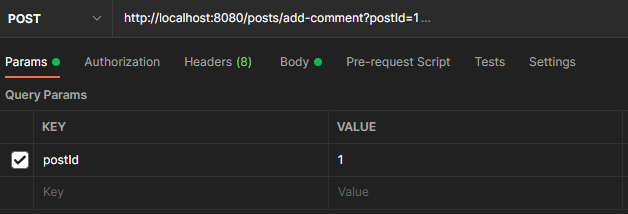 POST http://localhost:8080/posts/add-comment?postId=1...
Params Authorization Headers (8) Body Pre-request Script Tests Settings
Query Params
KEY VALUE
postId 1
Key Value